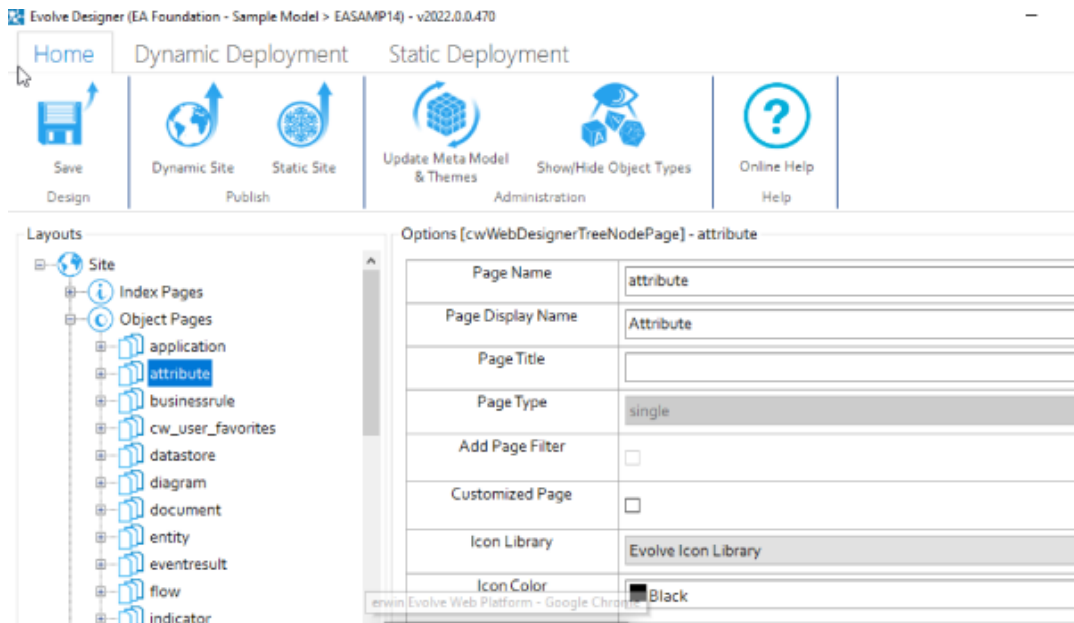 Evolve Designer (EA Foundation - Sample Model > EASAMP14) - v2022.0.0.470
Home Dynamic Deployment Static Deployment
Save
Dynamic Site
Static Site
Update Meta Model
& Themes
Show/Hide Object Types
Online Help
Design
Publish
Administration
Help
Layouts
Site
Index Pages
Object Pages
application
attribute
businessrule
cw_user_favorites
datastore
diagram
document
entity
eventresult
flow
indicator
Options [cwWebDesignerTreeNodePage] - attribute
Page Name attribute
Page Display Name Attribute
Page Title
Page Type single
Add Page Filter
Customized Page
Icon Library Evolve Icon Library
Icon Color Black
erwin Evolve Web Platform - Google Chrome